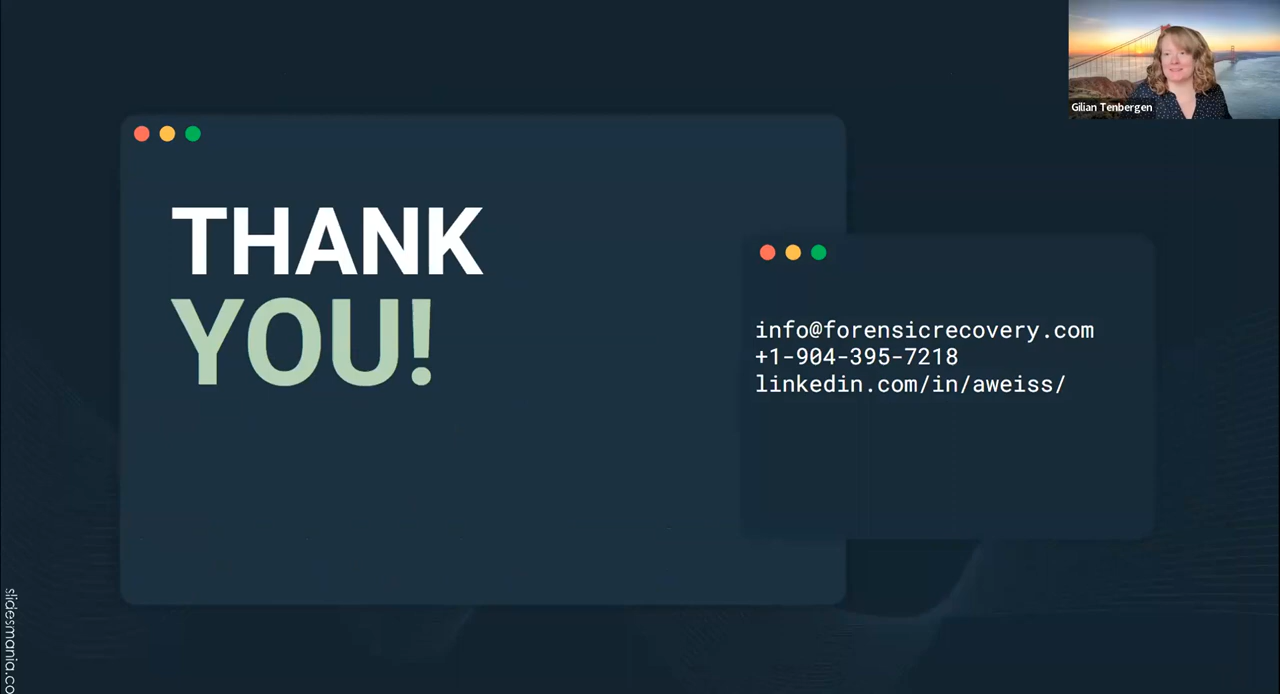 Gilian Tenbergen
THANK
YOU!
info@forensicrecovery.com
+1-904-395-7218
linkedin.com/in/aweiss/
slidesmania.co